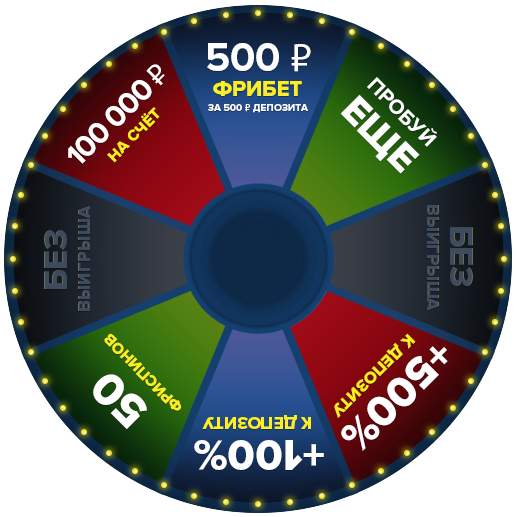 500 ₽
ФРИБЕТ
ЗА 500 ₽ ДЕПОЗИТА
ПРОБУЙ
ЕЩЕ
БЕЗ
ВЫИГРЫША
+500%
К ДЕПОЗИТУ
+100%
К ДЕПОЗИТУ
50
ФРИСПИНОВ
БЕЗ
ВЫИГРЫША
100 000 ₽
НА СЧЁТ